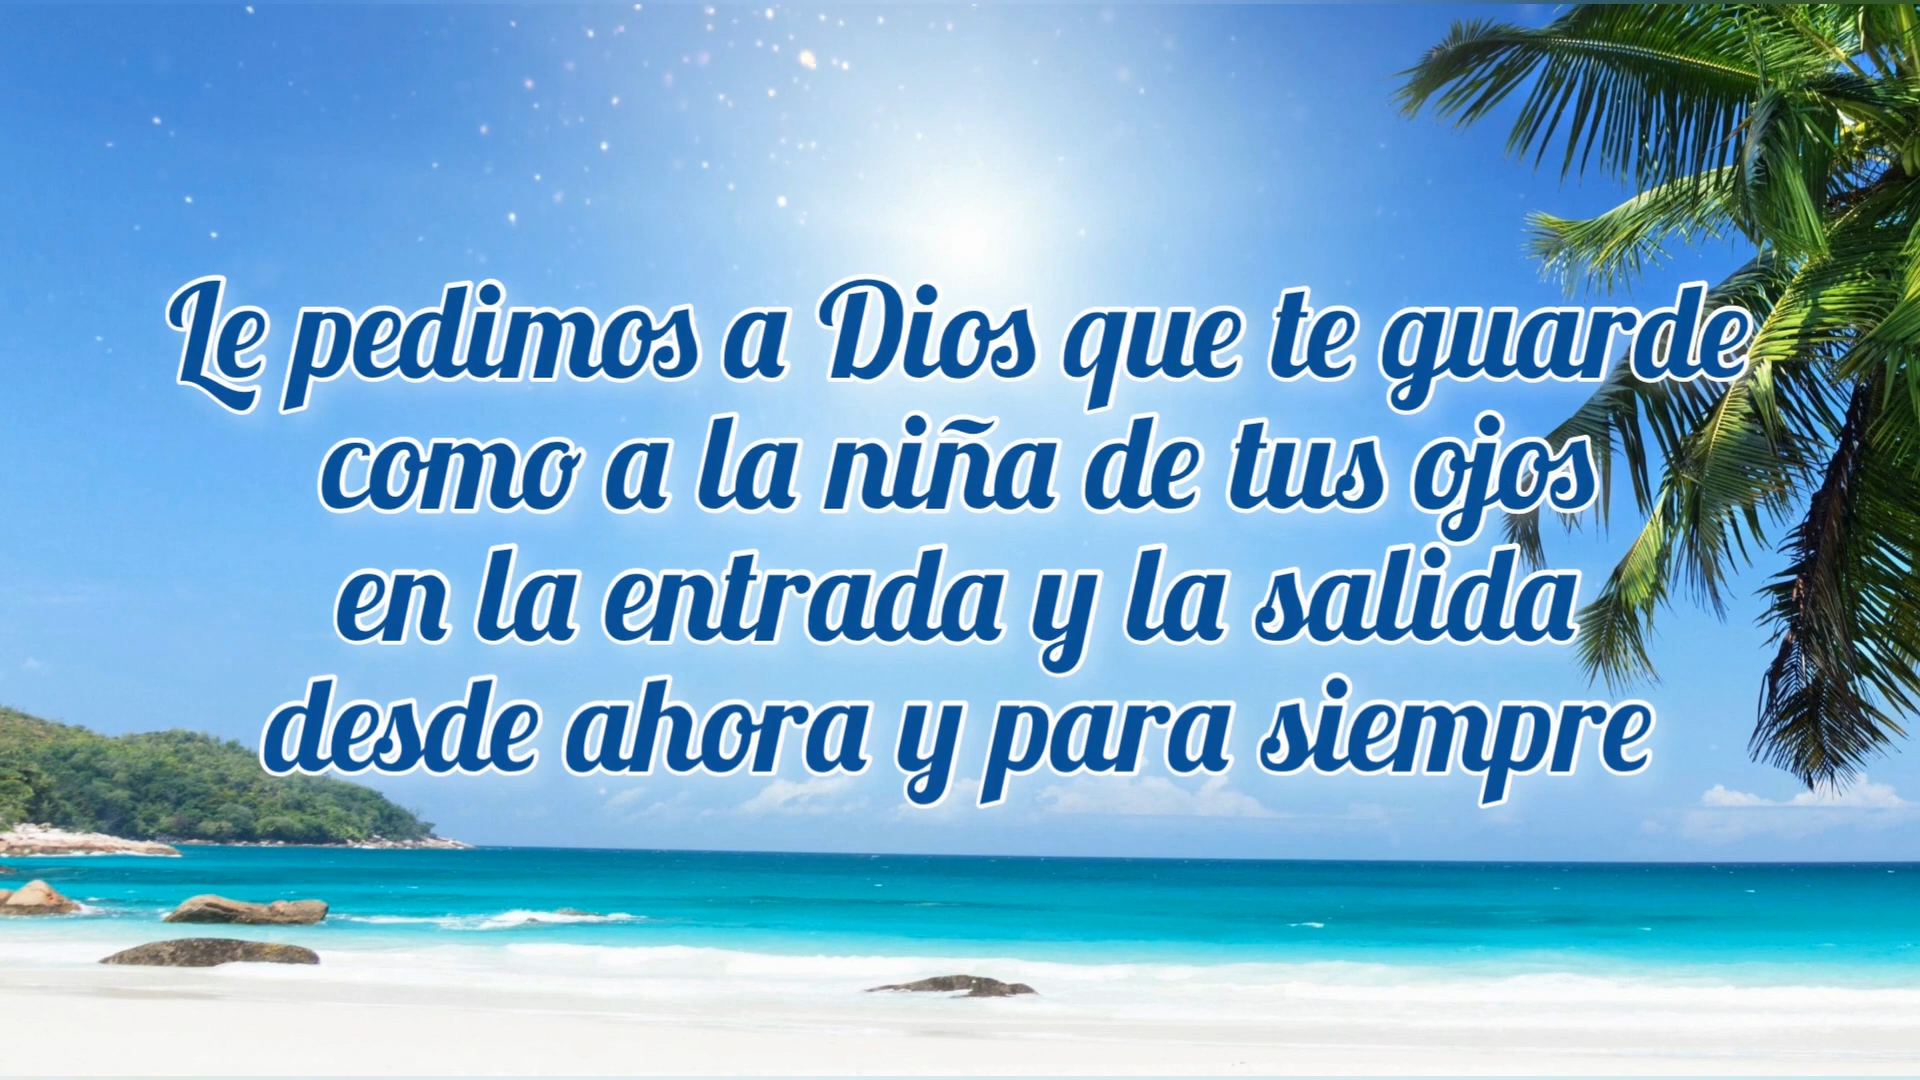 Le pedimos a Dios que te guarde
como a la niña de tus ojos
en la entrada y la salida
desde ahora y para siempre